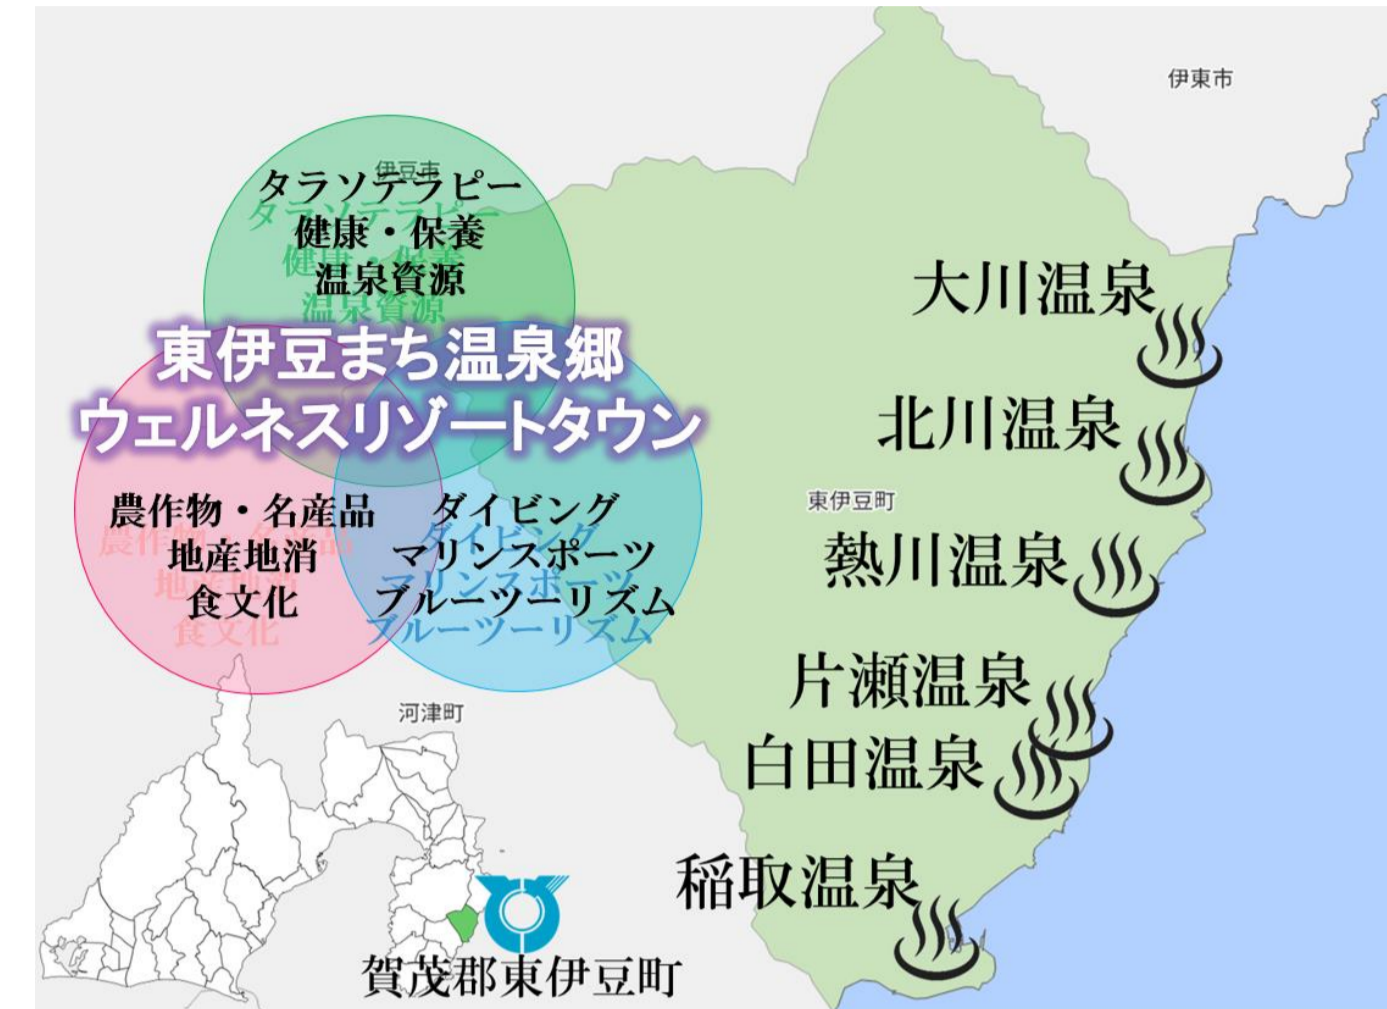 伊東市
伊豆市
タラソテラピー
健康・保養
温泉資源
東伊豆まち温泉郷
ウェルネスリゾートタウン
農作物・名産品
地産地消
食文化
ダイビング
マリンスポーツ
ブルーツーリズム
大川温泉
北川温泉
東伊豆町
熱川温泉
片瀬温泉
白田温泉
稲取温泉
河津町
賀茂郡東伊豆町